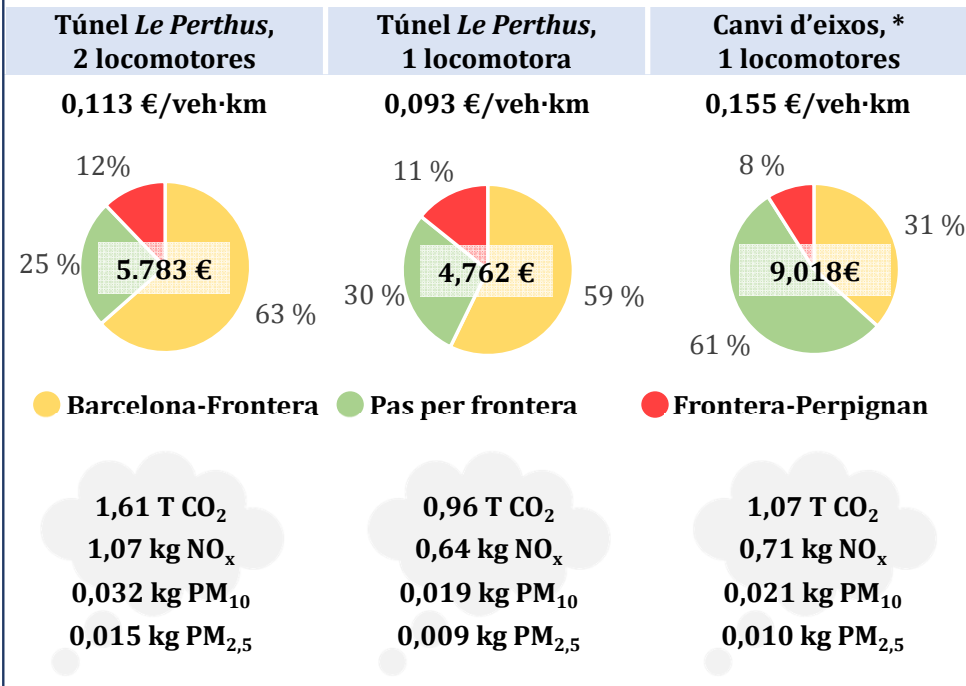 Túnel Le Perthus,
2 locomotores
Túnel Le Perthus,
1 locomotora
Canvi d'eixos, *
1 locomotores
0,113 €/veh·km
0,093 €/veh·km
0,155 €/veh·km
12%
25 %
5.783 €
63 %
11 %
30 %
4,762 €
59 %
8 %
31 %
9,018€
61 %
Barcelona-Frontera
Pas per frontera
Frontera-Perpignan
1,61 T CO₂
1,07 kg NOₓ
0,032 kg PM₁₀
0,015 kg PM₂,₅
0,96 T CO₂
0,64 kg NOₓ
0,019 kg PM₁₀
0,009 kg PM₂,₅
1,07 T CO₂
0,71 kg NOₓ
0,021 kg PM₁₀
0,010 kg PM₂,₅